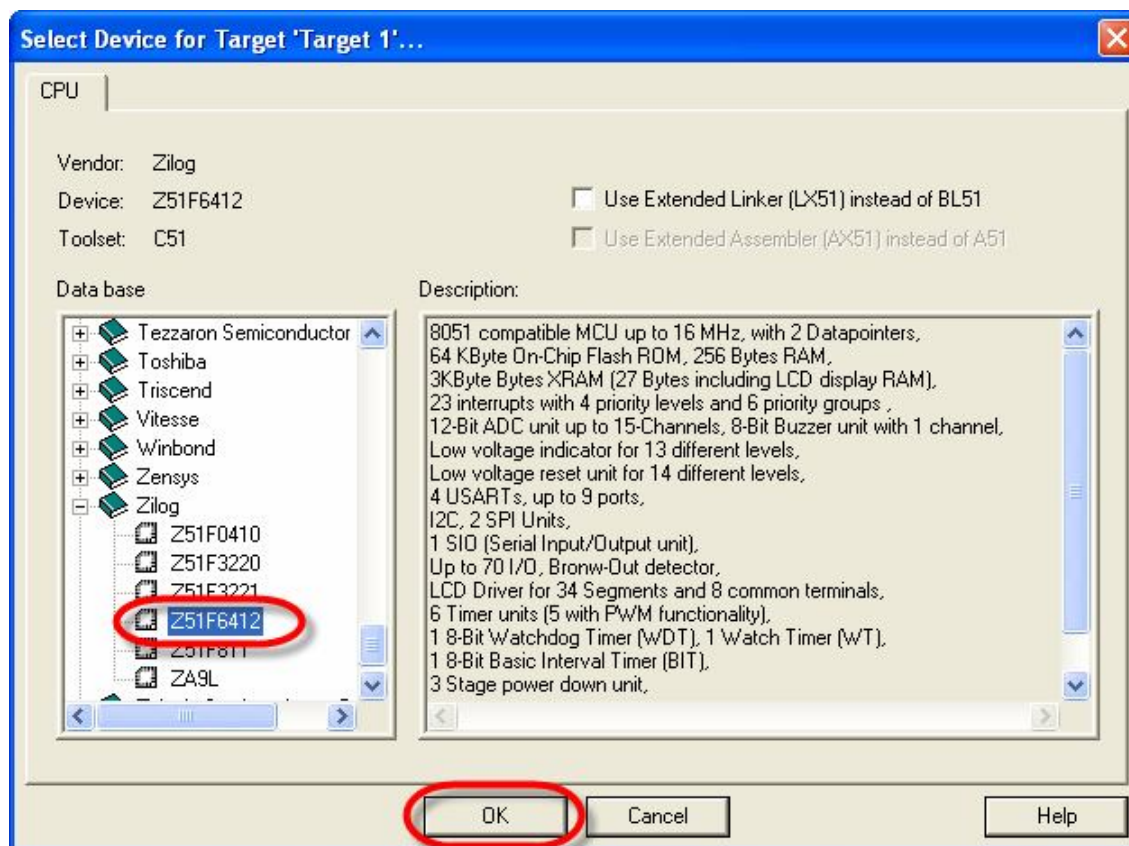 Select Device for Target 'Target 1'...
CPU
Vendor: Zilog
Device: Z51F6412
Toolset: C51
Use Extended Linker (LX51) instead of BL51
Use Extended Assembler (AX51) instead of A51
Data base
Tezzaron Semiconductor
Toshiba
Triscend
Vitesse
Winbond
Zensys
Zilog
Z51F0410
Z51F3220
Z51F3221
Z51F6412
Z51F811
ZA9L
Description:
8051 compatible MCU up to 16 MHz, with 2 Datapointers,
64 KByte On-Chip Flash ROM, 256 Bytes RAM,
3KByte Bytes XRAM (27 Bytes including LCD display RAM),
23 interrupts with 4 priority levels and 6 priority groups ,
12-Bit ADC unit up to 15-Channels, 8-Bit Buzzer unit with 1 channel,
Low voltage indicator for 13 different levels,
Low voltage reset unit for 14 different levels,
4 USARTs, up to 9 ports,
I2C, 2 SPI Units,
1 SIO (Serial Input/Output unit),
Up to 70 I/O, Bronw-Out detector,
LCD Driver for 34 Segments and 8 common terminals,
6 Timer units (5 with PWM functionality),
1 8-Bit Watchdog Timer (WDT), 1 Watch Timer (WT),
1 8-Bit Basic Interval Timer (BIT),
3 Stage power down unit,
OK
Cancel
Help